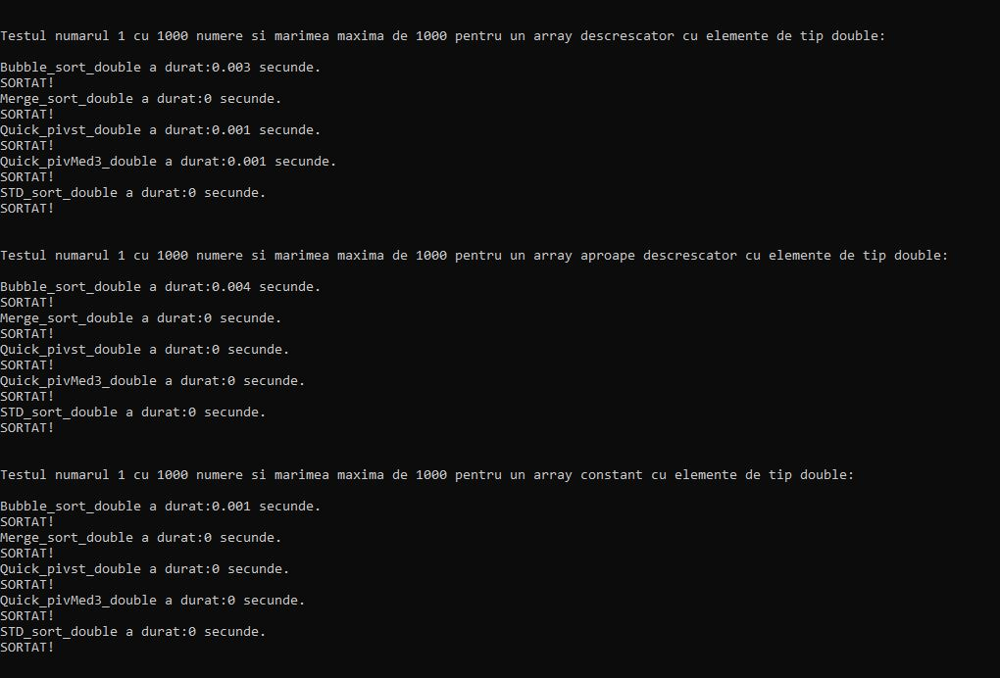 Testul numarul 1 cu 1000 numere si marimea maxima de 1000 pentru un array descrescator cu elemente de tip double:
Bubble_sort_double a durat:0.003 secunde.
SORTAT!
Merge_sort_double a durat:0 secunde.
SORTAT!
Quick_pivst_double a durat:0.001 secunde.
SORTAT!
Quick_pivMed3_double a durat:0.001 secunde.
SORTAT!
STD_sort_double a durat:0 secunde.
SORTAT!
Testul numarul 1 cu 1000 numere si marimea maxima de 1000 pentru un array aproape descrescator cu elemente de tip double:
Bubble_sort_double a durat:0.004 secunde.
SORTAT!
Merge_sort_double a durat:0 secunde.
SORTAT!
Quick_pivst_double a durat:0 secunde.
SORTAT!
Quick_pivMed3_double a durat:0 secunde.
SORTAT!
STD_sort_double a durat:0 secunde.
SORTAT!
Testul numarul 1 cu 1000 numere si marimea maxima de 1000 pentru un array constant cu elemente de tip double:
Bubble_sort_double a durat:0.001 secunde.
SORTAT!
Merge_sort_double a durat:0 secunde.
SORTAT!
Quick_pivst_double a durat:0 secunde.
SORTAT!
Quick_pivMed3_double a durat:0 secunde.
SORTAT!
STD_sort_double a durat:0 secunde.
SORTAT!